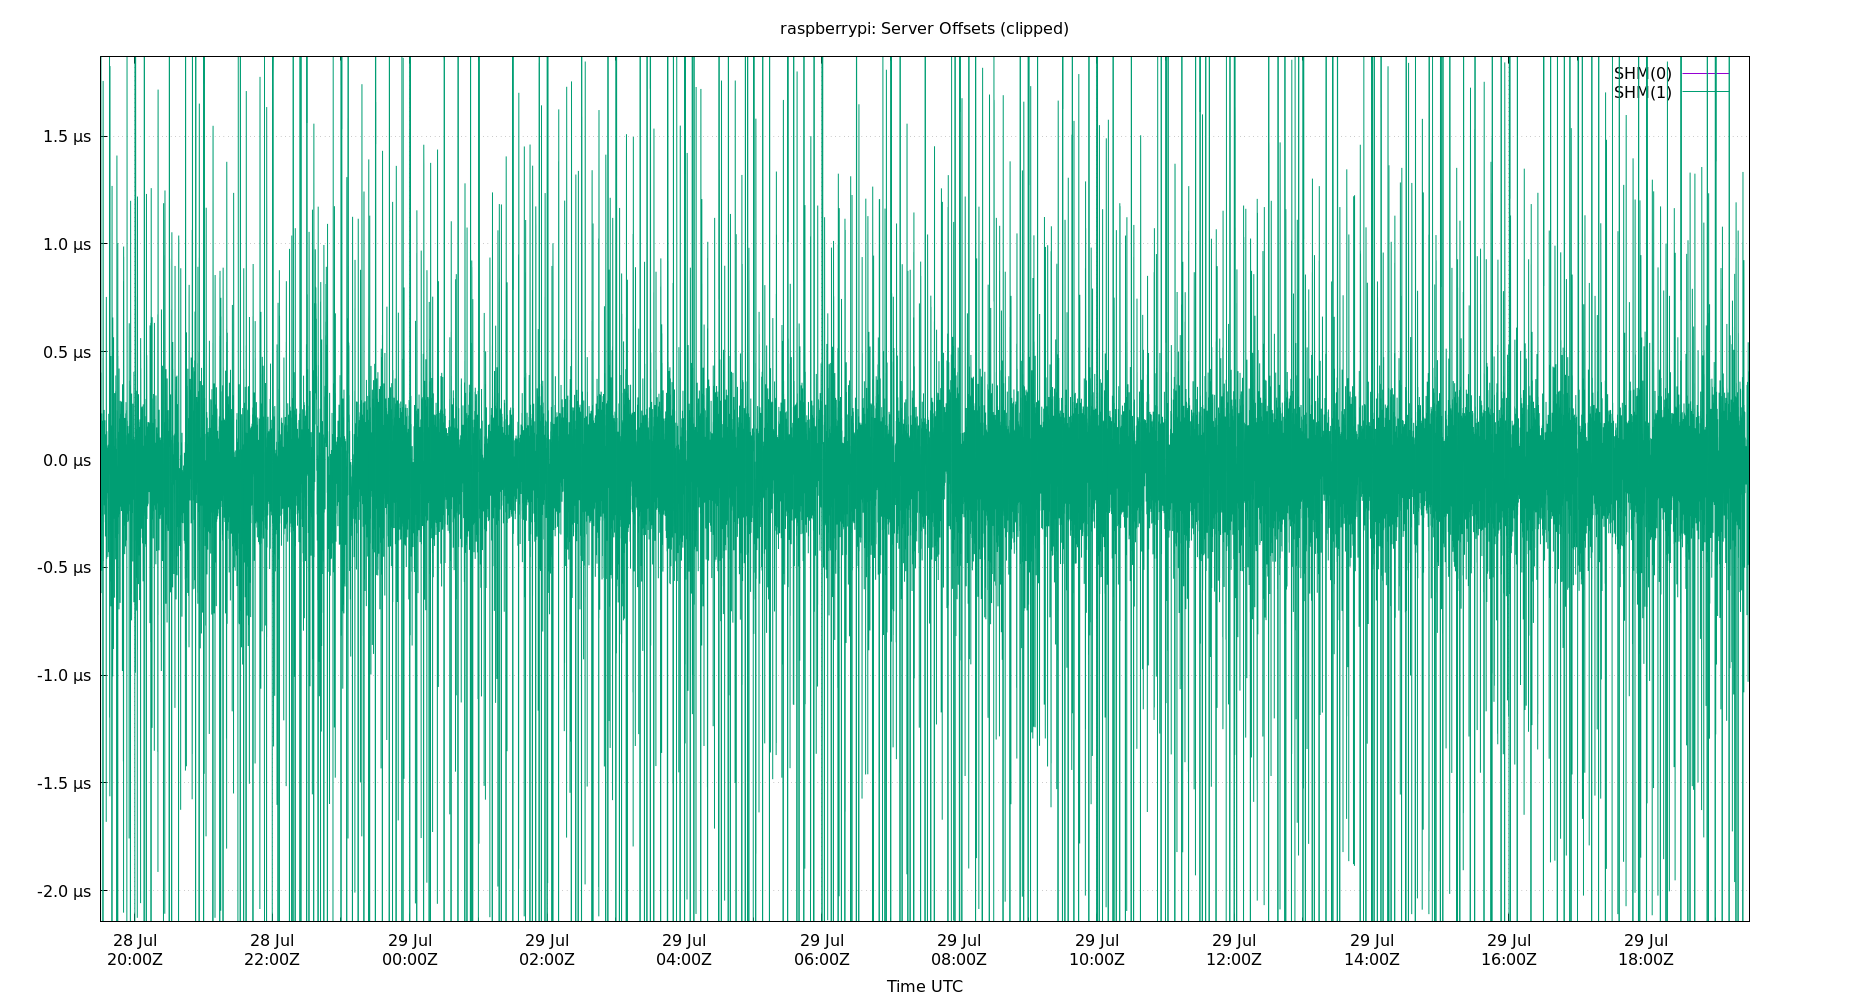 raspberrypi: Server Offsets (clipped)
SHM(0)
SHM(1)
1.5 µs
1.0 µs
0.5 µs
0.0 µs
-0.5 µs
-1.0 µs
-1.5 µs
-2.0 µs
28 Jul 28 Jul 29 Jul 29 Jul 29 Jul 29 Jul 29 Jul 29 Jul 29 Jul 29 Jul 29 Jul 29 Jul
20:00Z 22:00Z 00:00Z 02:00Z 04:00Z 06:00Z 08:00Z 10:00Z 12:00Z 14:00Z 16:00Z 18:00Z
Time UTC